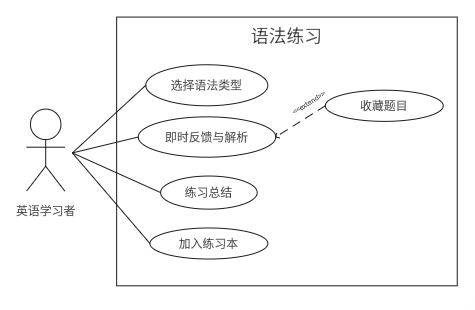 语法练习
选择语法类型
<<extend>>
收藏题目
即时反馈与解析
练习总结
英语学习者
加入练习本